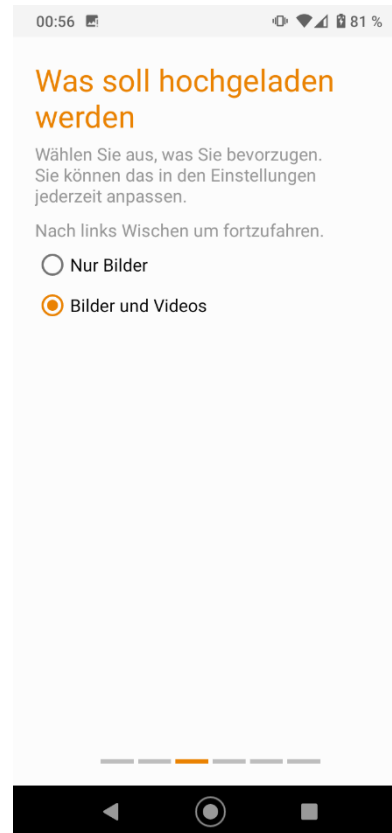 00:56 81 %
Was soll hochgeladen
werden
Wählen Sie aus, was Sie bevorzugen.
Sie können das in den Einstellungen
jederzeit anpassen.
Nach links Wischen um fortzufahren.
Nur Bilder
Bilder und Videos